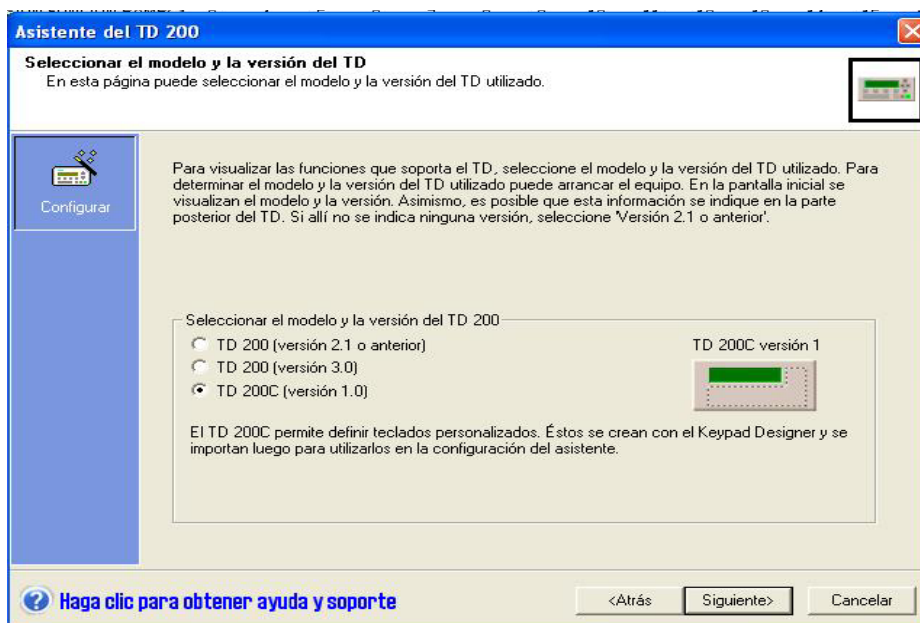 Asistente del TD 200
Seleccionar el modelo y la versión del TD
En esta página puede seleccionar el modelo y la versión del TD utilizado.
Configurar
Para visualizar las funciones que soporta el TD, seleccione el modelo y la versión del TD utilizado. Para
determinar el modelo y la versión del TD utilizado puede arrancar el equipo. En la pantalla inicial se
visualizan el modelo y la versión. Asimismo, es posible que esta información se indique en la parte
posterior del TD. Si allí no se indica ninguna versión, seleccione 'Versión 2.1 o anterior'.
Seleccionar el modelo y la versión del TD 200
TD 200 (versión 2.1 o anterior)
TD 200 (versión 3.0)
TD 200C (versión 1.0)
TD 200C versión 1
El TD 200C permite definir teclados personalizados. Éstos se crean con el Keypad Designer y se
importan luego para utilizarlos en la configuración del asistente.
Haga clic para obtener ayuda y soporte
<Atrás
Siguiente>
Cancelar